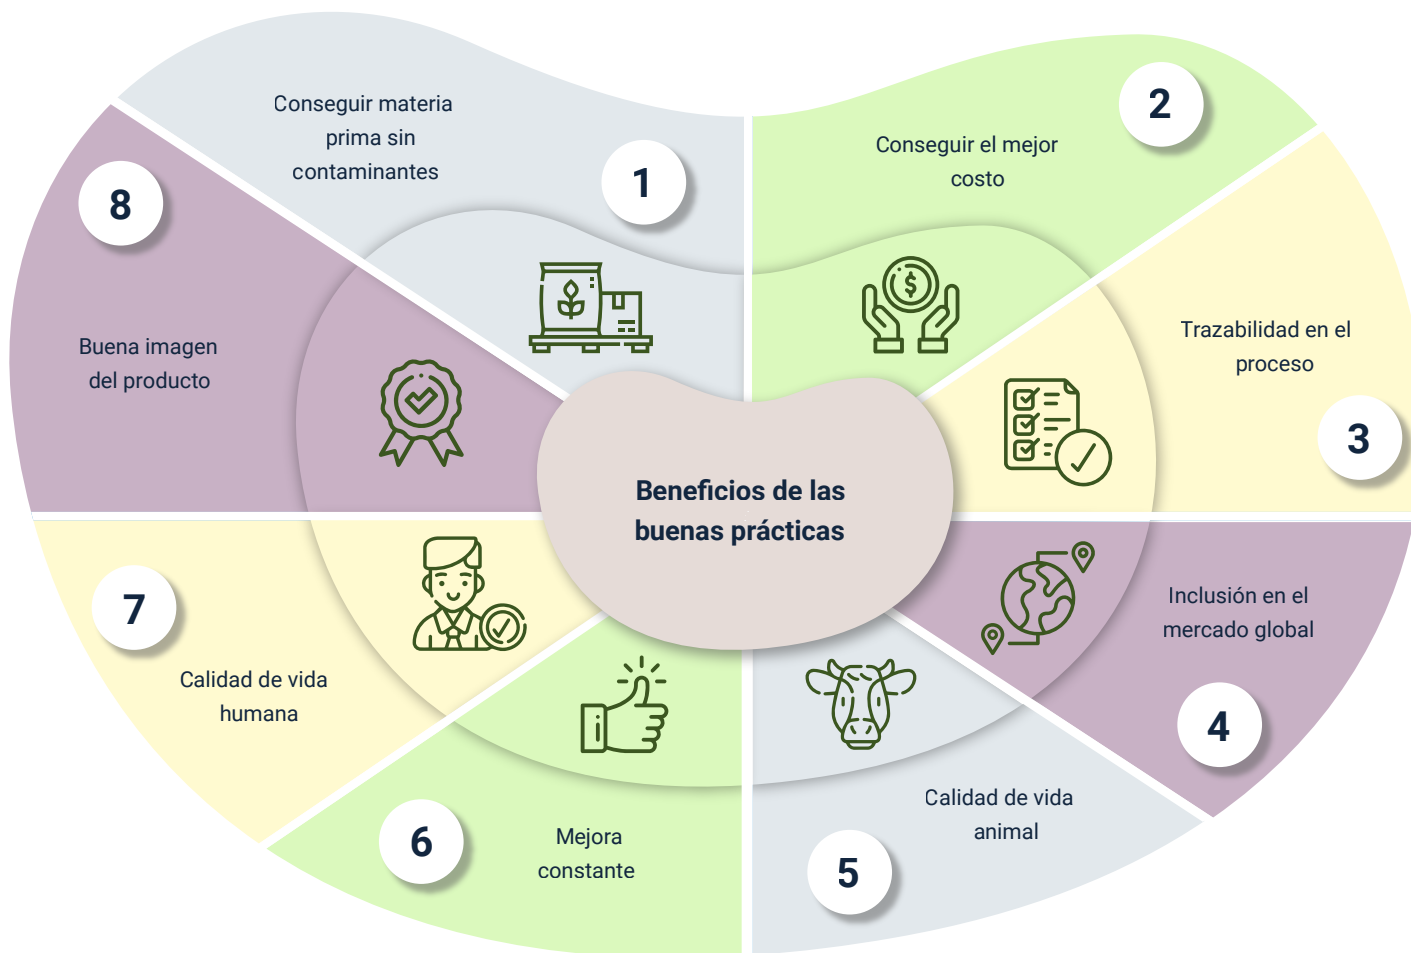 Conseguir materia
prima sin
contaminantes
1
Conseguir el mejor
costo
2
Trazabilidad en el
proceso
3
Inclusión en el
mercado global
4
Calidad de vida
animal
5
Mejora
constante
6
Calidad de vida
humana
7
Buena imagen
del producto
8
Beneficios de las
buenas prácticas
$